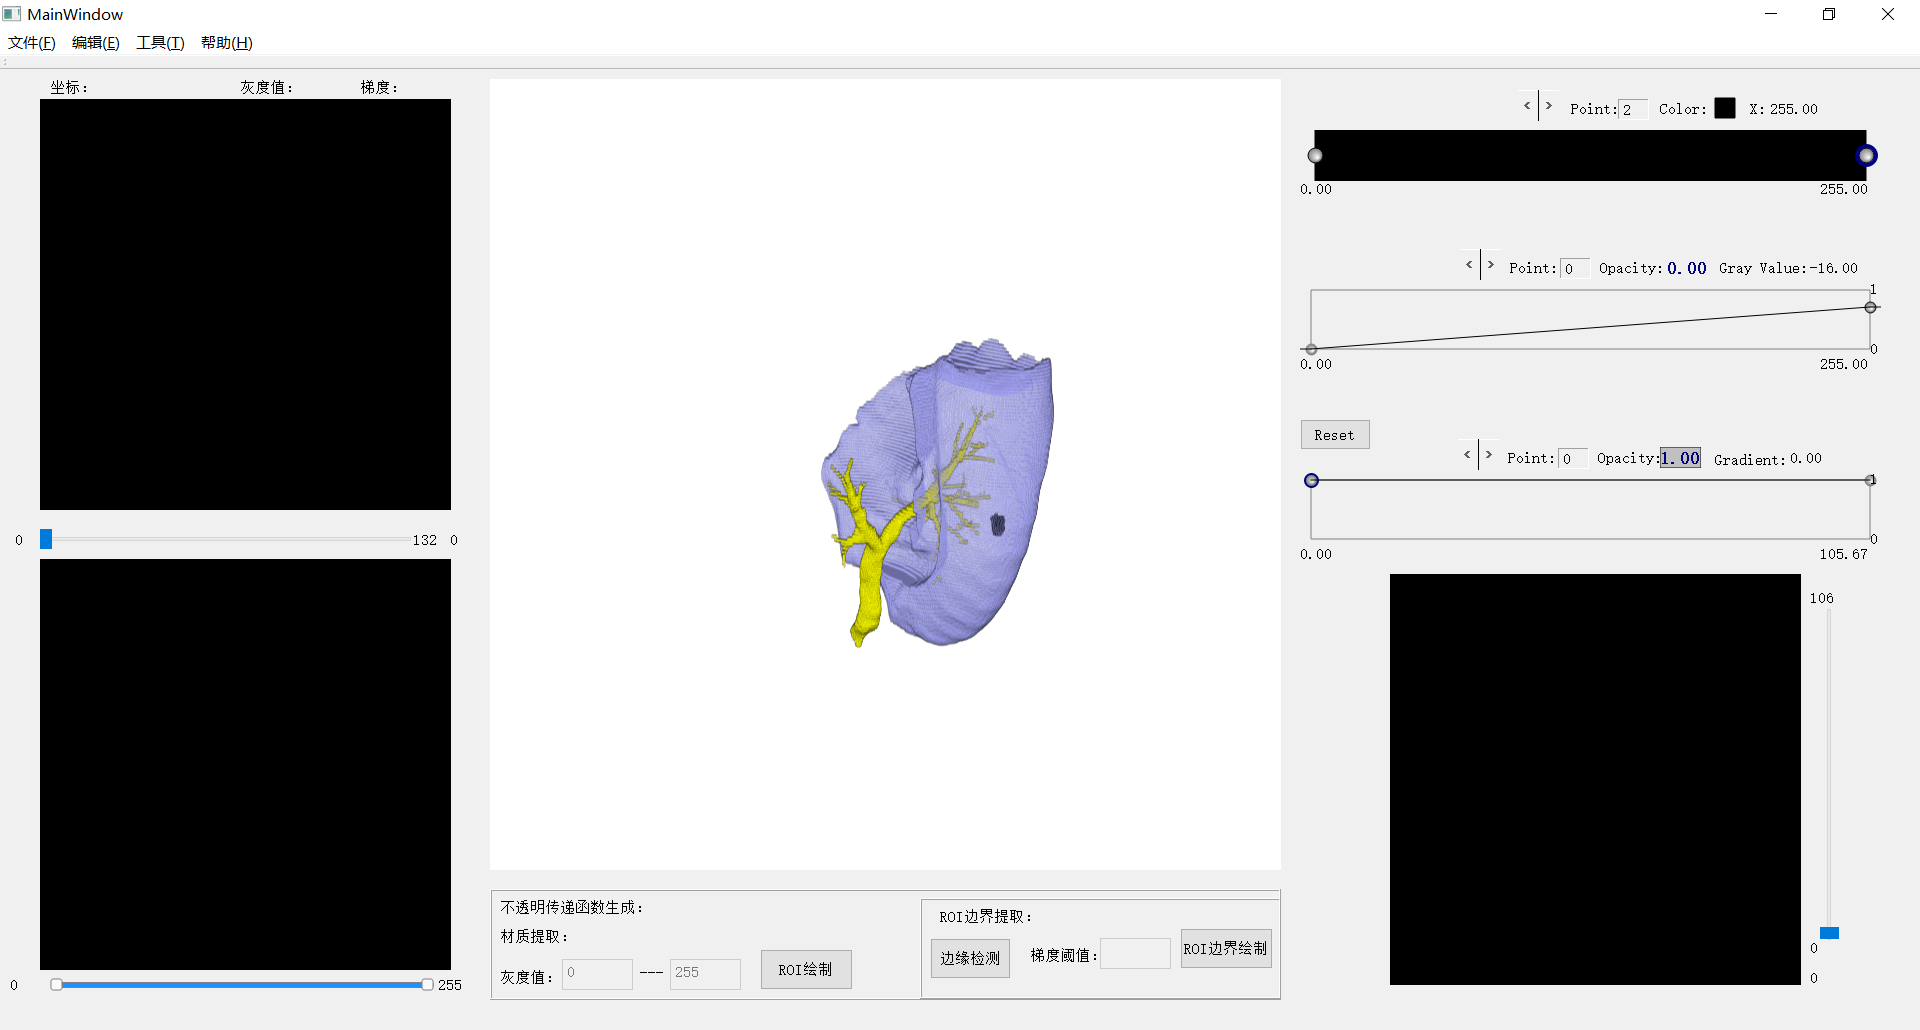 MainWindow
文件(F) 编辑(E) 工具(T) 帮助(H)
坐标： 灰度值： 梯度：
0 132 0
0 255
< > Point: 2 Color: X: 255.00
0.00 255.00
< > Point: 0 Opacity: 0.00 Gray Value: -16.00
1
0
0.00 255.00
Reset
< > Point: 0 Opacity: 1.00 Gradient: 0.00
1
0
0.00 105.67
106
0
0
不透明传递函数生成：
材质提取：
灰度值： 0 --- 255 ROI绘制
ROI边界提取：
边缘检测 梯度阈值： ROI边界绘制